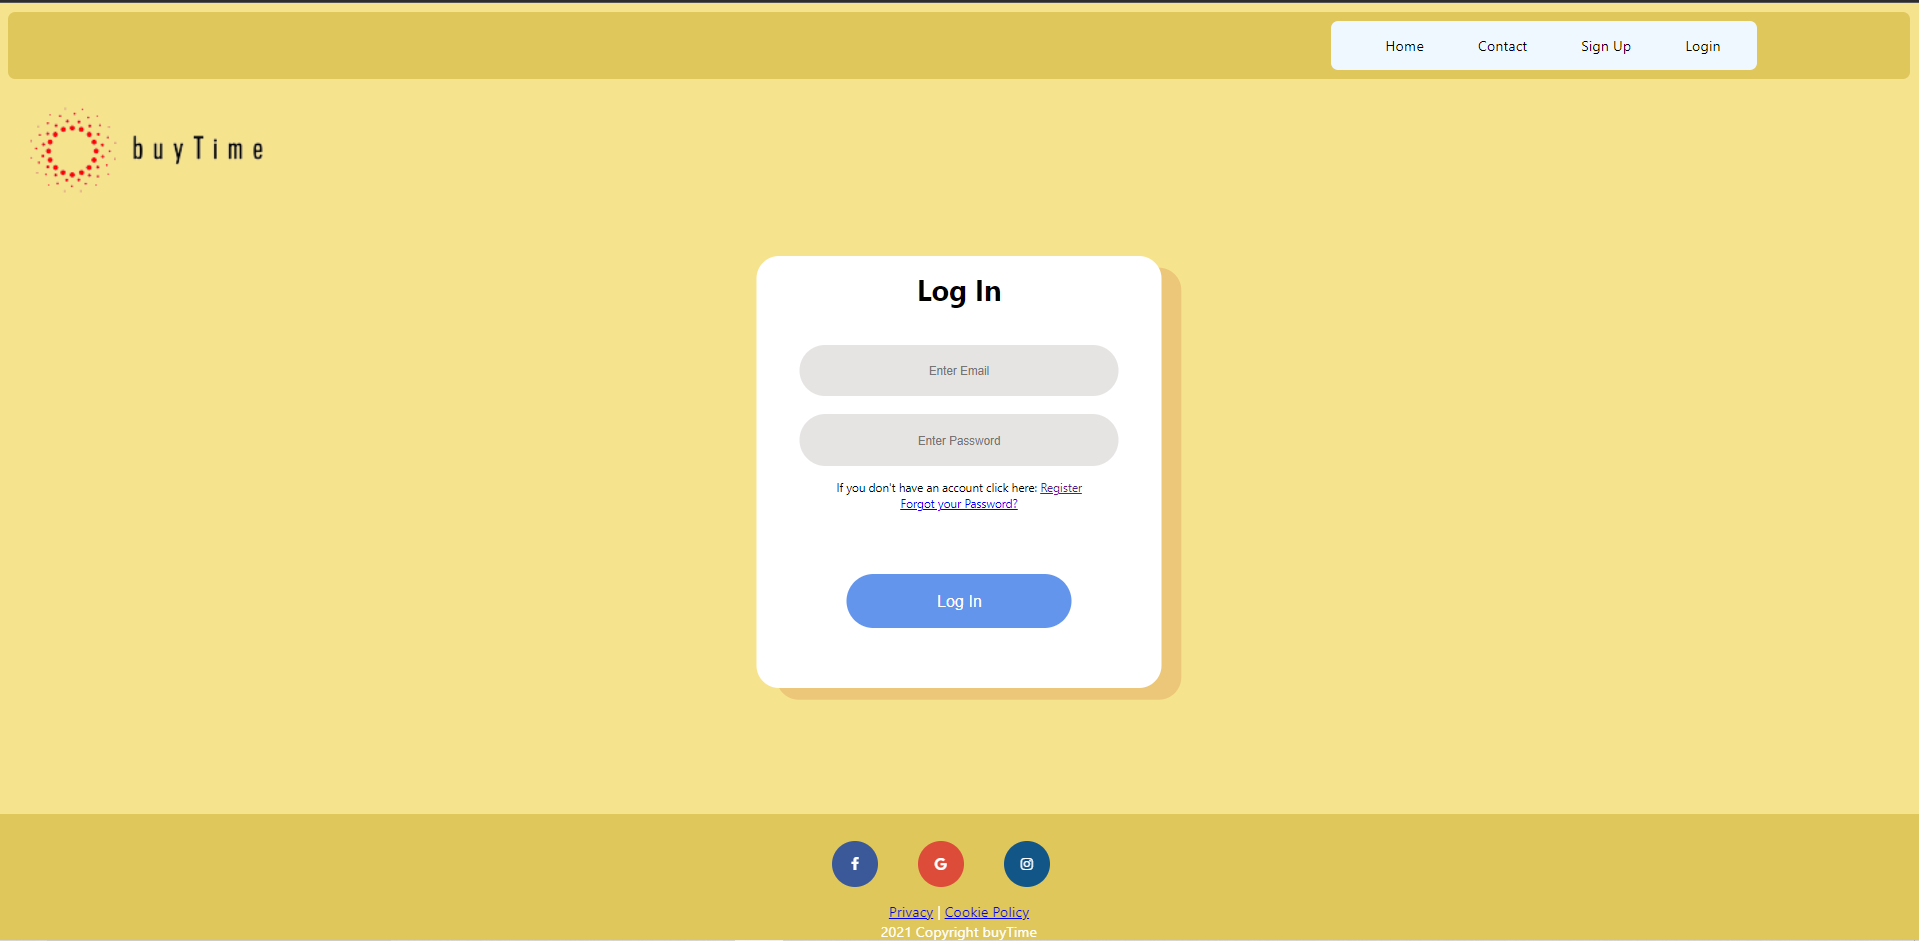 Home Contact Sign Up Login
buyTime
Log In
Enter Email
Enter Password
If you don't have an account click here: Register
Forgot your Password?
Log In
Privacy | Cookie Policy
2021 Copyright buyTime